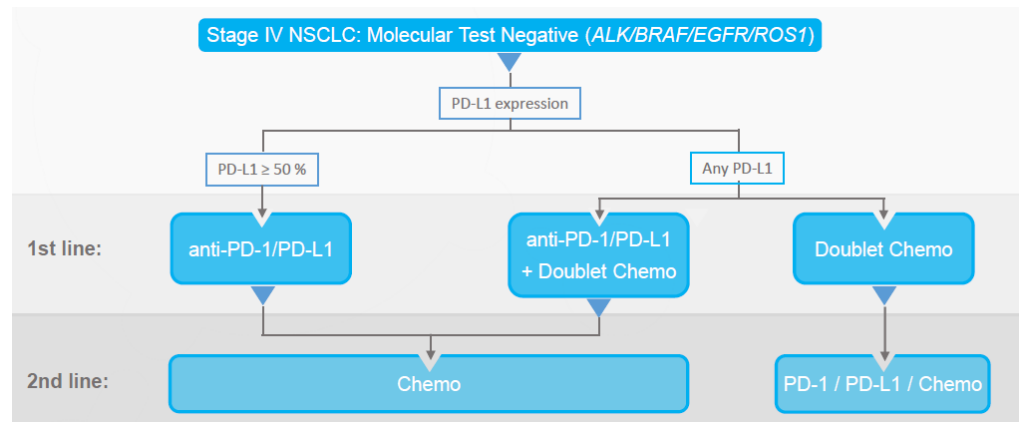 Stage IV NSCLC: Molecular Test Negative (ALK/BRAF/EGFR/ROS1)
PD-L1 expression
PD-L1 ≥ 50 %
Any PD-L1
1st line:
anti-PD-1/PD-L1
anti-PD-1/PD-L1
+ Doublet Chemo
Doublet Chemo
2nd line:
Chemo
PD-1 / PD-L1 / Chemo